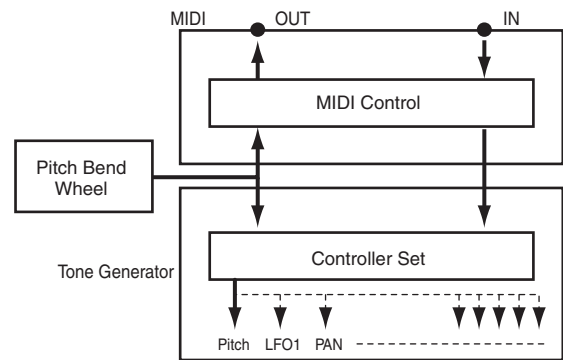 MIDI OUT IN
MIDI Control
Pitch Bend
Wheel
Tone Generator
Controller Set
Pitch LFO1 PAN